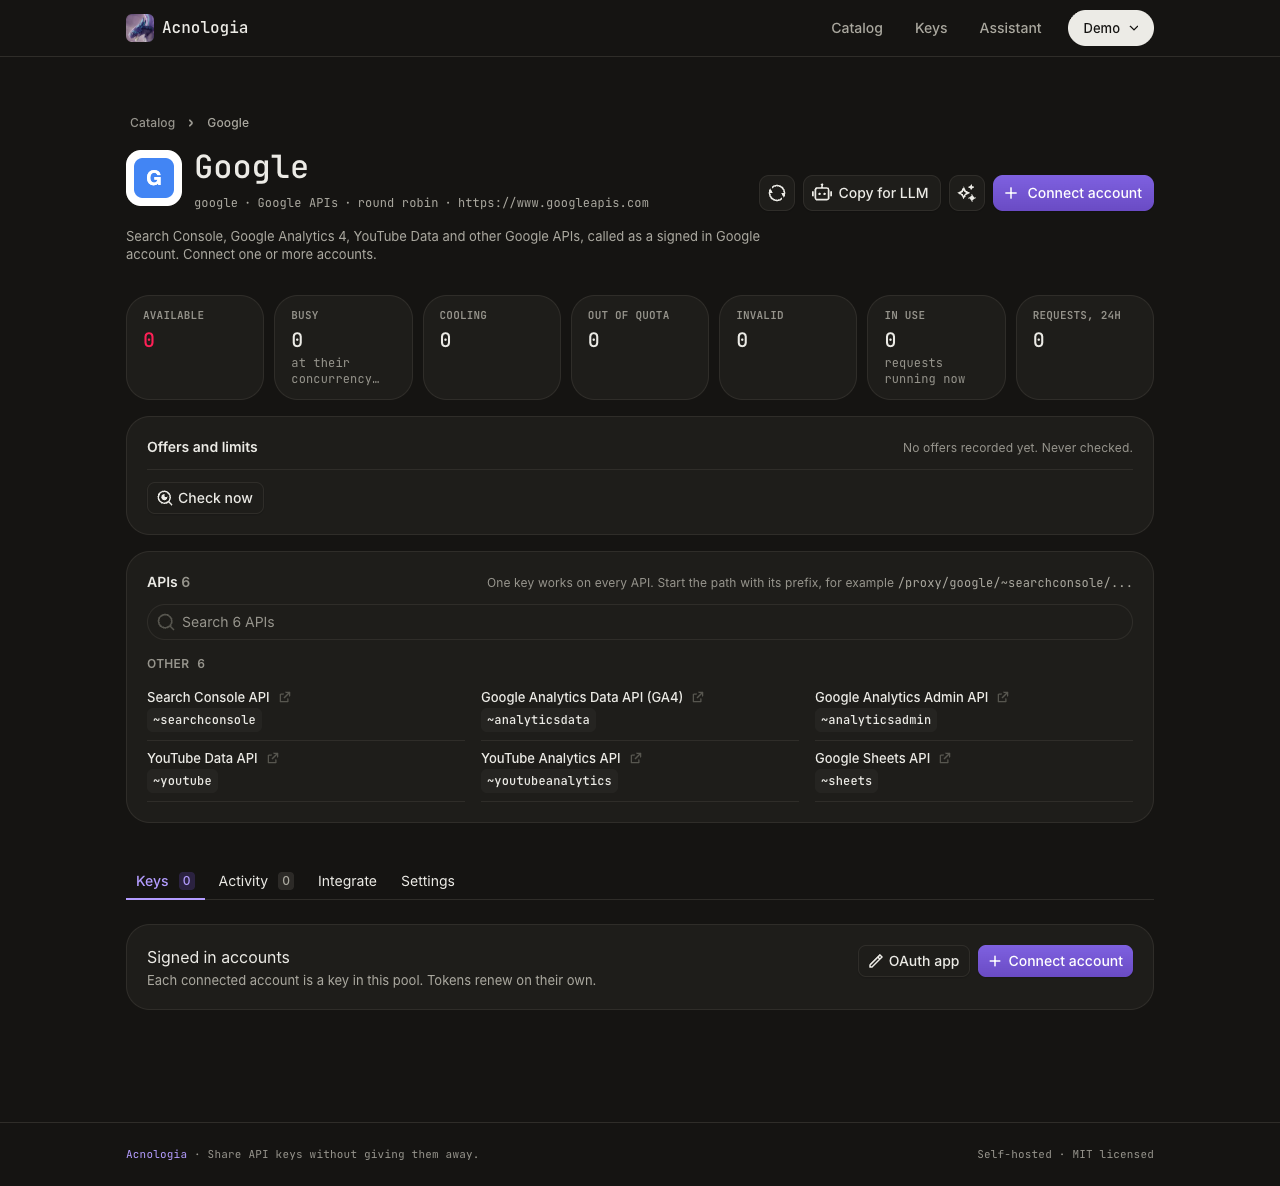 Acnologia
Catalog
Keys
Assistant
Demo
Catalog › Google
G
Google
google · Google APIs · round robin · https://www.googleapis.com
Copy for LLM
Connect account
Search Console, Google Analytics 4, YouTube Data and other Google APIs, called as a signed in Google
account. Connect one or more accounts.
AVAILABLE
0
BUSY
0
at their
concurrency…
COOLING
0
OUT OF QUOTA
0
INVALID
0
IN USE
0
requests
running now
REQUESTS, 24H
0
Offers and limits
No offers recorded yet. Never checked.
Check now
APIs 6
One key works on every API. Start the path with its prefix, for example /proxy/google/~searchconsole/...
Search 6 APIs
OTHER 6
Search Console API
~searchconsole
Google Analytics Data API (GA4)
~analyticsdata
Google Analytics Admin API
~analyticsadmin
YouTube Data API
~youtube
YouTube Analytics API
~youtubeanalytics
Google Sheets API
~sheets
Keys 0
Activity 0
Integrate
Settings
Signed in accounts
Each connected account is a key in this pool. Tokens renew on their own.
OAuth app
Connect account
Acnologia · Share API keys without giving them away.
Self-hosted · MIT licensed